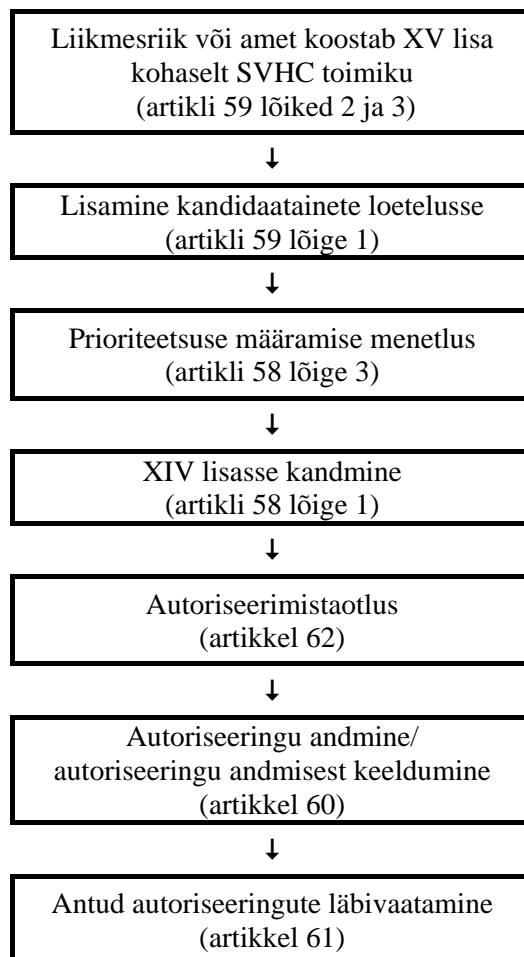 Liikmesriik või amet koostab XV lisa
kohaselt SVHC toimiku
(artikli 59 lõiked 2 ja 3)
↓
Lisamine kandidaatainete loetelusse
(artikli 59 lõige 1)
↓
Prioriteetsuse määramise menetlus
(artikli 58 lõige 3)
↓
XIV lisasse kandmine
(artikli 58 lõige 1)
↓
Autoriseerimistaotlus
(artikkel 62)
↓
Autoriseeringu andmine/
autoriseeringu andmisest keeldumine
(artikkel 60)
↓
Antud autoriseeringute läbivaatamine
(artikkel 61)